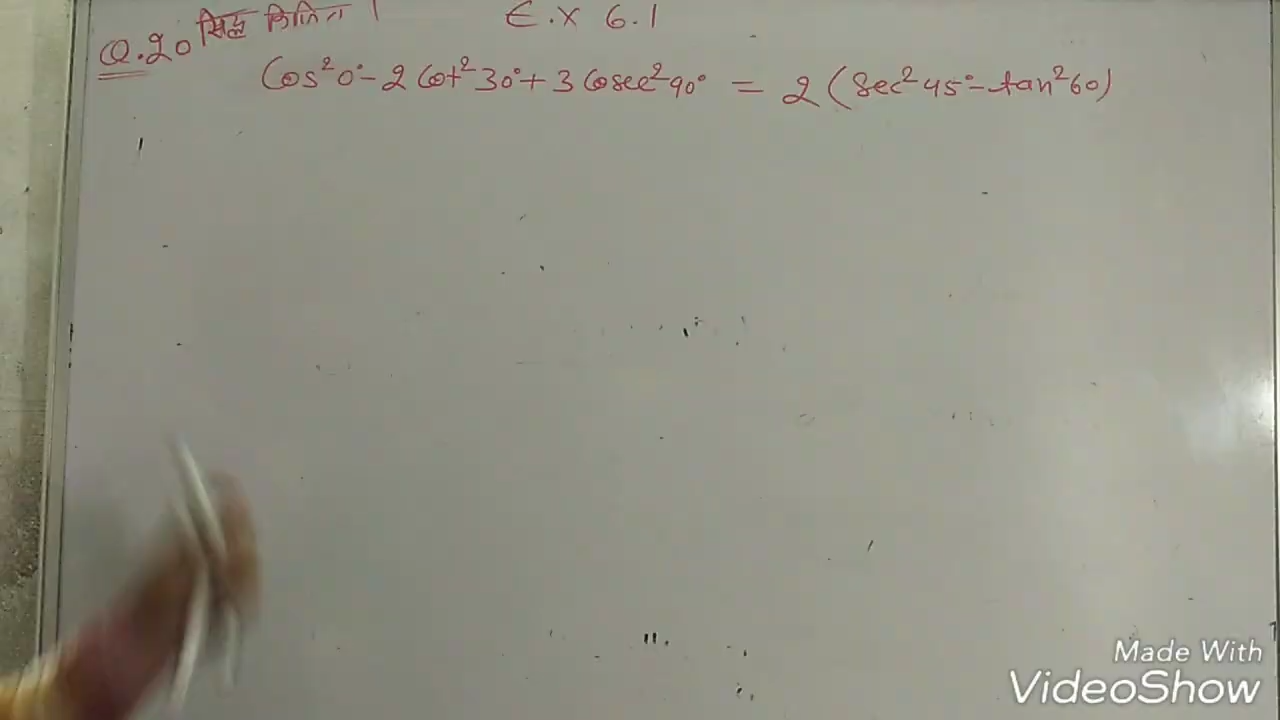 Q.20 सिद्ध कीजिए । E.x 6.1
Cos²0° - 2 Cot² 30° + 3 Cosec² 90° = 2 (Sec² 45° - tan² 60)
Made With
VideoShow